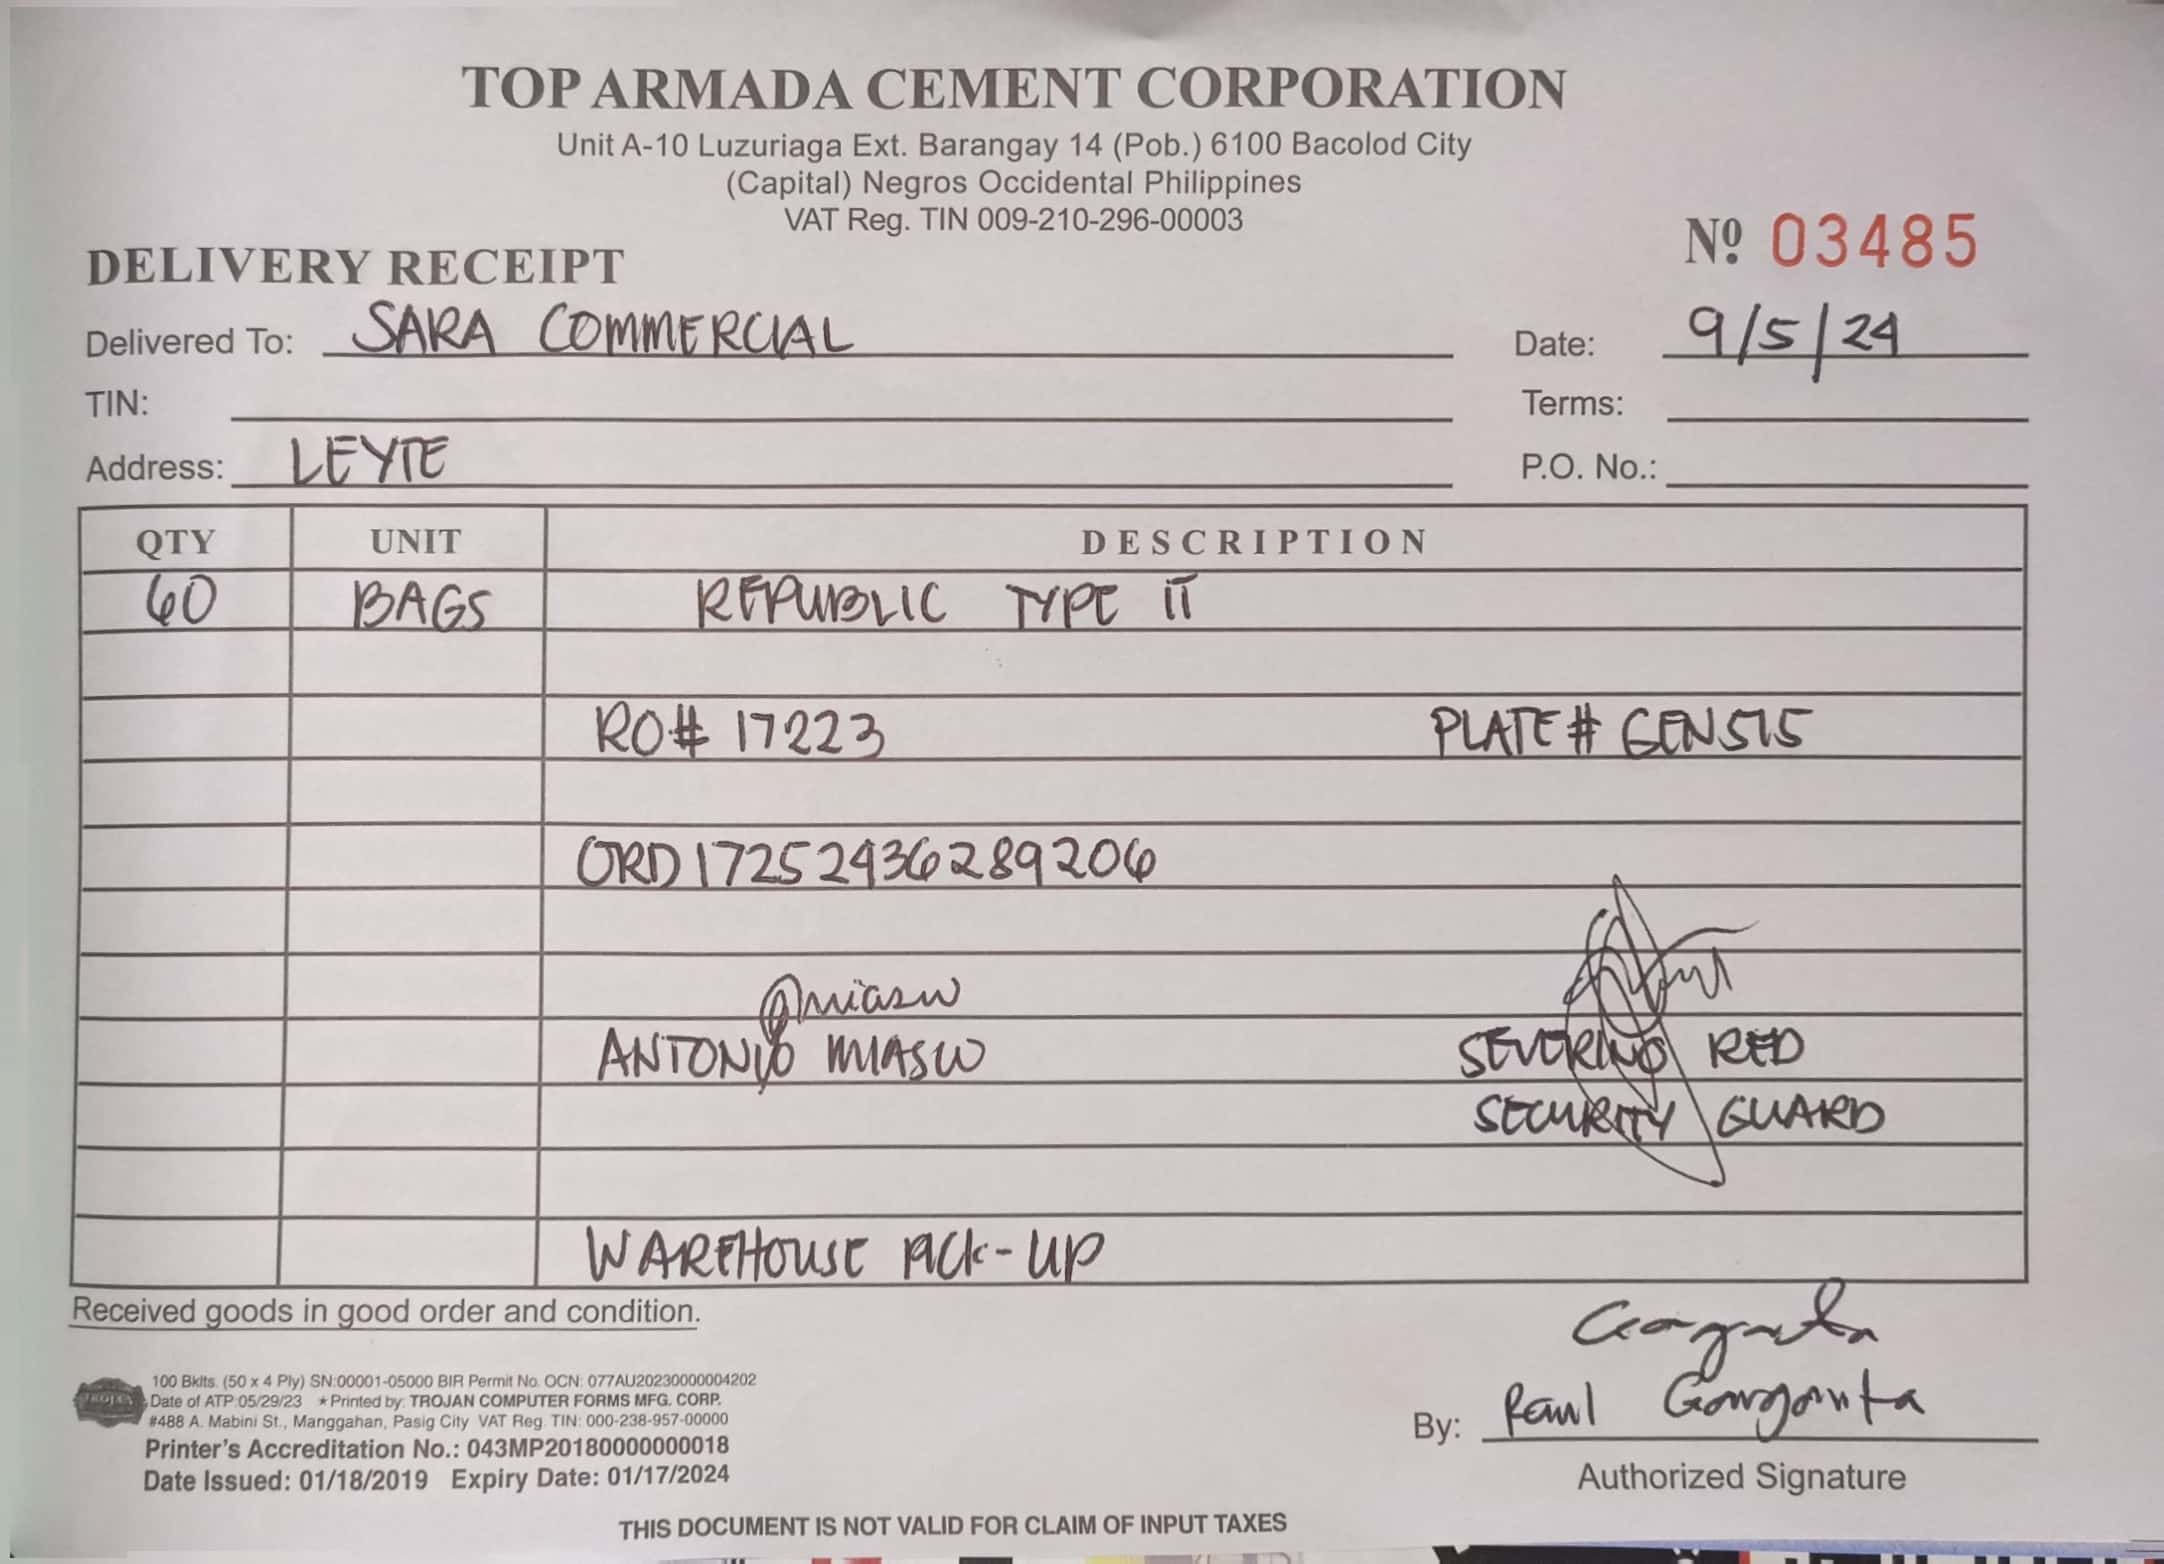 TOP ARMADA CEMENT CORPORATION
Unit A-10 Luzuriaga Ext. Barangay 14 (Pob.) 6100 Bacolod City
(Capital) Negros Occidental Philippines
VAT Reg. TIN 009-210-296-00003
Nº 03485
DELIVERY RECEIPT
Delivered To: SARA COMMERCIAL Date: 9/5/24
TIN: Terms:
Address: LEYTE P.O. No.:
QTY UNIT DESCRIPTION
60 BAGS REPUBLIC TYPE II
RO# 17223 PLATE# GEN515
ORD17252436289206
ANTONIO MIASCO SEVERINO RED
SECURITY GUARD
WAREHOUSE PICK-UP
Received goods in good order and condition.
100 Bklts. (50 x 4 Ply) SN:00001-05000 BIR Permit No. OCN: 077AU20230000004202
Date of ATP:05/29/23 ★Printed by: TROJAN COMPUTER FORMS MFG. CORP.
#488 A. Mabini St., Manggahan, Pasig City VAT Reg. TIN: 000-238-957-00000
Printer's Accreditation No.: 043MP20180000000018
Date Issued: 01/18/2019 Expiry Date: 01/17/2024
By: Raul Gorgonta
Authorized Signature
THIS DOCUMENT IS NOT VALID FOR CLAIM OF INPUT TAXES